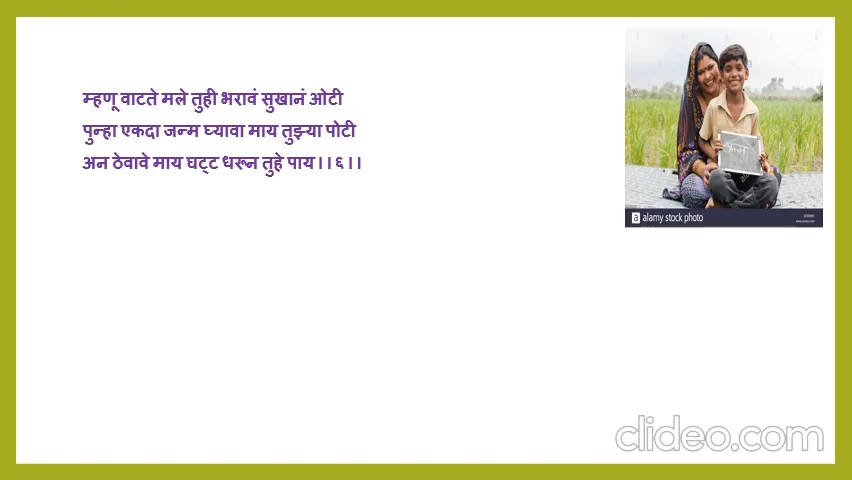 म्हणू वाटते मले तुही भरावं सुखानं ओटी
पुन्हा एकदा जन्म घ्यावा माय तुझ्या पोटी
अन ठेवावे माय घट्ट धरून तुहे पाय।।६।।
a alamy stock photo
clideo.com